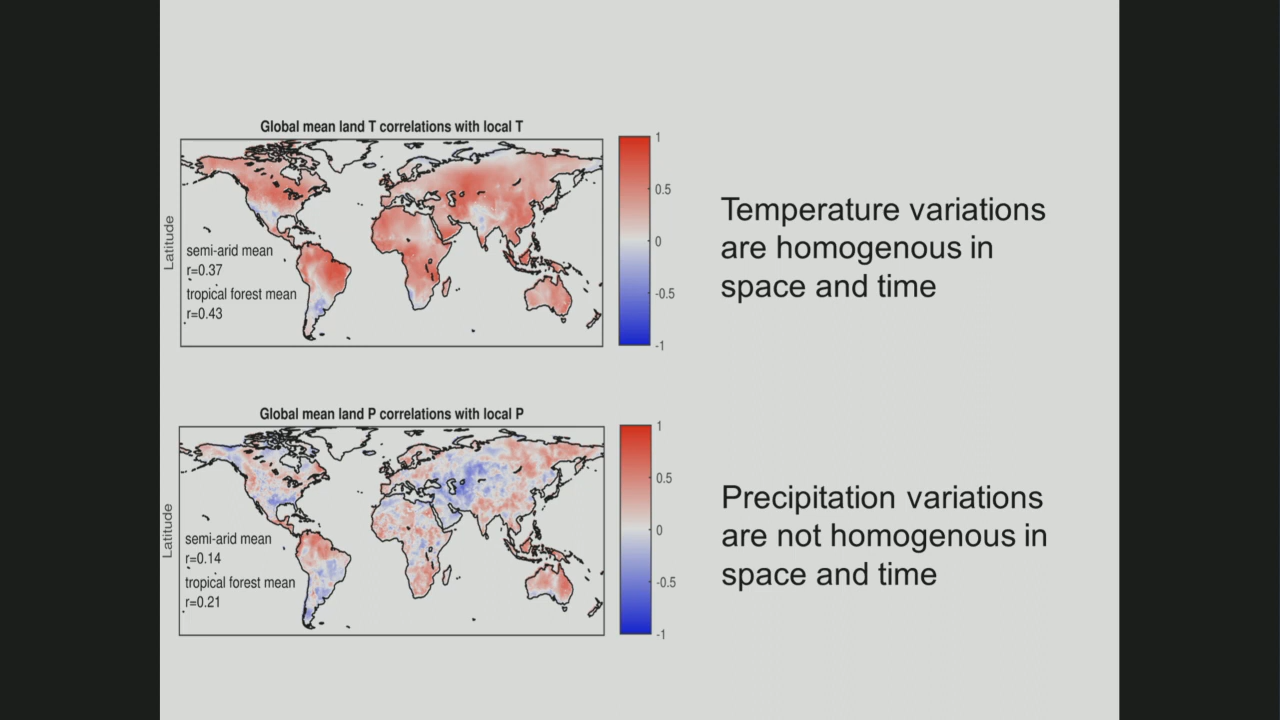 Global mean land T correlations with local T
1
0.5
0
-0.5
-1
Latitude
semi-arid mean
r=0.37
tropical forest mean
r=0.43
Temperature variations
are homogenous in
space and time
Global mean land P correlations with local P
1
0.5
0
-0.5
-1
Latitude
semi-arid mean
r=0.14
tropical forest mean
r=0.21
Precipitation variations
are not homogenous in
space and time